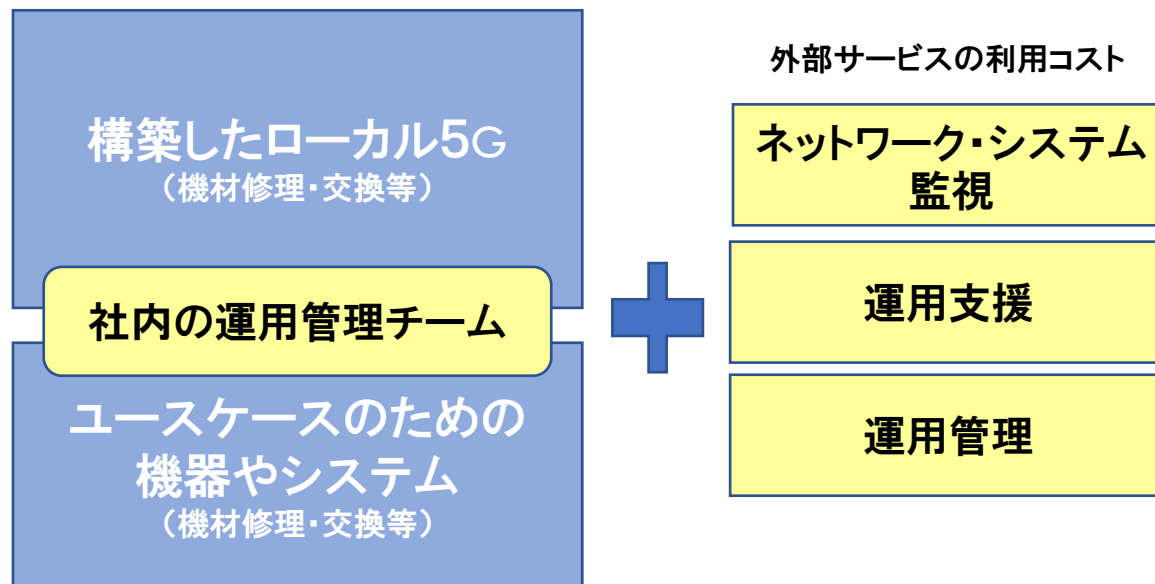 構築したローカル5G
（機材修理・交換等）
社内の運用管理チーム
ユースケースのための
機器やシステム
（機材修理・交換等）
外部サービスの利用コスト
ネットワーク・システム
監視
運用支援
運用管理